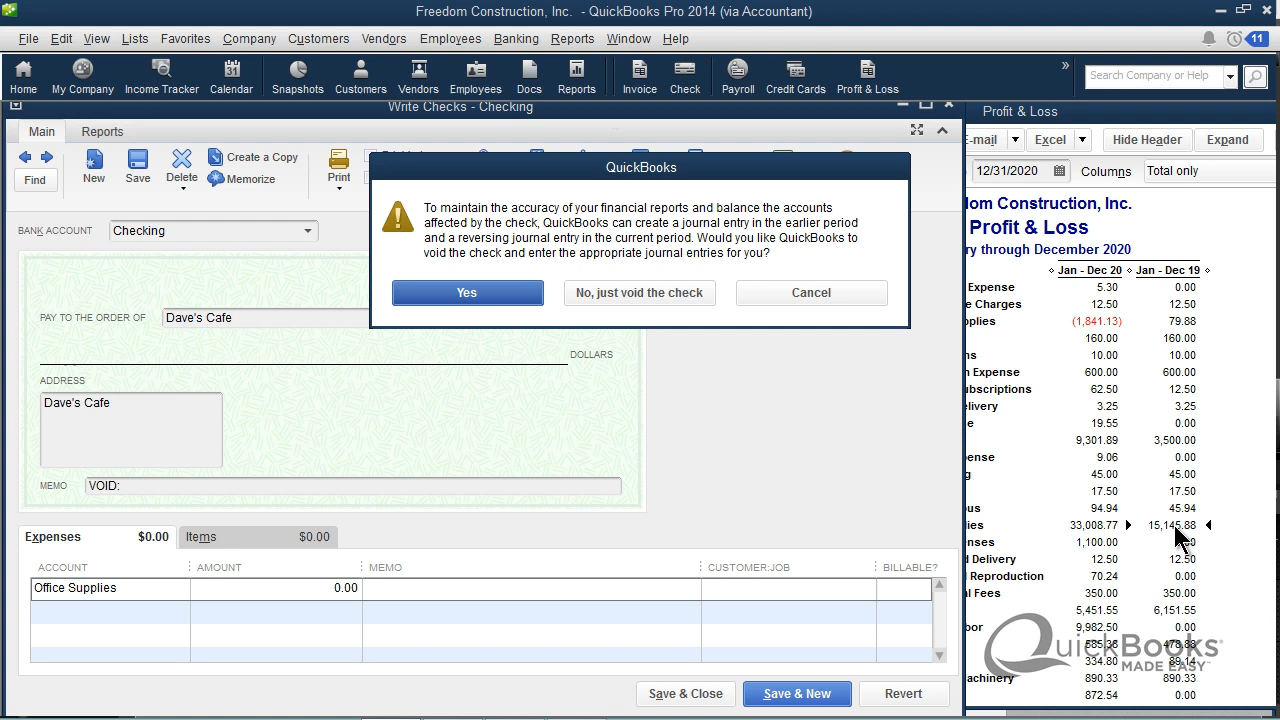 Freedom Construction, Inc. - QuickBooks Pro 2014 (via Accountant)
File Edit View Lists Favorites Company Customers Vendors Employees Banking Reports Window Help
11
Home My Company Income Tracker Calendar Snapshots Customers Vendors Employees Docs Reports Invoice Check Payroll Credit Cards Profit & Loss
» Search Company or Help
Write Checks - Checking
Main Reports
Find New Save Delete Create a Copy Memorize Print
BANK ACCOUNT Checking
PAY TO THE ORDER OF Dave's Cafe
DOLLARS
ADDRESS
Dave's Cafe
MEMO VOID:
QuickBooks
To maintain the accuracy of your financial reports and balance the accounts
affected by the check, QuickBooks can create a journal entry in the earlier period
and a reversing journal entry in the current period. Would you like QuickBooks to
void the check and enter the appropriate journal entries for you?
Yes No, just void the check Cancel
Expenses $0.00 Items $0.00
ACCOUNT AMOUNT MEMO CUSTOMER:JOB BILLABLE?
Office Supplies 0.00
Save & Close Save & New Revert
Profit & Loss
E-mail Excel Hide Header Expand
12/31/2020 Columns Total only
dom Construction, Inc.
Profit & Loss
ry through December 2020
Jan - Dec 20 Jan - Dec 19
Expense 5.30 0.00
e Charges 12.50 12.50
pplies (1,841.13) 79.88
160.00 160.00
ns 10.00 10.00
n Expense 600.00 600.00
ubscriptions 62.50 12.50
elivery 3.25 3.25
e 19.55 0.00
9,301.89 3,500.00
ense 9.06 0.00
g 45.00 45.00
17.50 17.50
us 94.94 45.94
ies 33,008.77 15,145.88
nses 1,100.00
d Delivery 12.50 12.50
Reproduction 70.24 0.00
al Fees 350.00 350.00
5,451.55 6,151.55
bor 9,982.50 0.00
585.38 478.88
334.80 89.14
achinery 890.33 890.33
872.54 0.00
QuickBooks
MADE EASY™